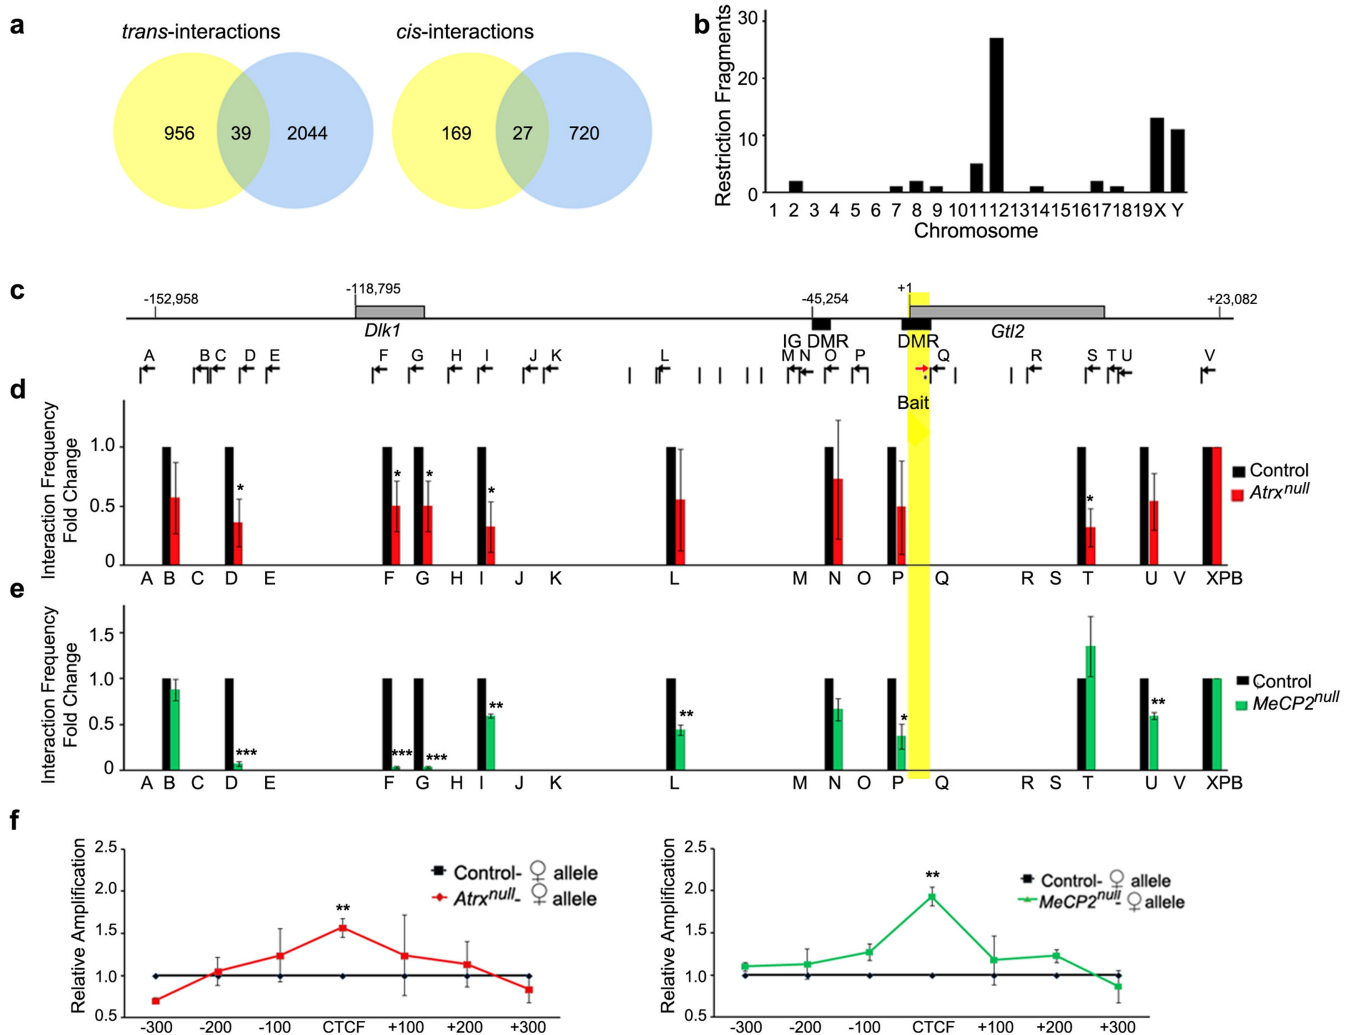 a
trans-interactions
cis-interactions
956
39
2044
169
27
720
b
Restriction Fragments
30
20
10
0
1 2 3 4 5 6 7 8 9 10 11 12 13 14 15 16 17 18 19 X Y
Chromosome
c
-152,958
-118,795
-45,254
+1
+23,082
Dlk1
Gtl2
IG DMR
DMR
A B C D E F G H I J K L M N O P Q R S T U V
Bait
d
Interaction Frequency
Fold Change
1.0
0.5
0
* * * * *
Control
Atrxnull
A B C D E F G H I J K L M N O P Q R S T U V XPB
e
Interaction Frequency
Fold Change
1.5
1.0
0.5
0
*** *** *** ** ** * **
Control
MeCP2null
A B C D E F G H I J K L M N O P Q R S T U V XPB
f
Relative Amplification
2.5
2.0
1.5
1.0
0.5
**
Control- ♀ allele
Atrxnull- ♀ allele
-300 -200 -100 CTCF +100 +200 +300
Relative Amplification
2.5
2.0
1.5
1.0
0.5
**
Control- ♀ allele
MeCP2null- ♀ allele
-300 -200 -100 CTCF +100 +200 +300